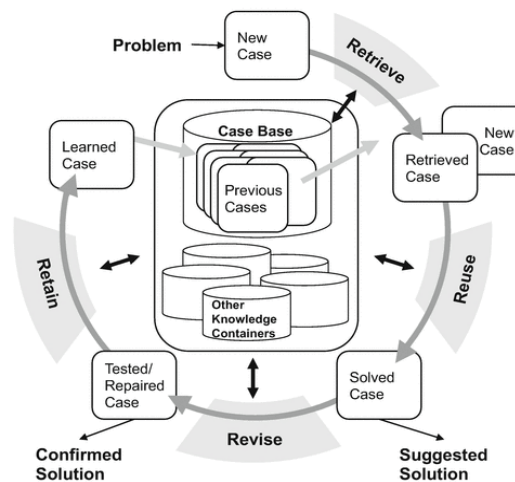 Problem
New
Case
Retrieve
Case Base
Previous
Cases
Learned
Case
Retrieved
Case
New
Case
Retain
Reuse
Other
Knowledge
Containers
Tested/
Repaired
Case
Solved
Case
Revise
Confirmed
Solution
Suggested
Solution